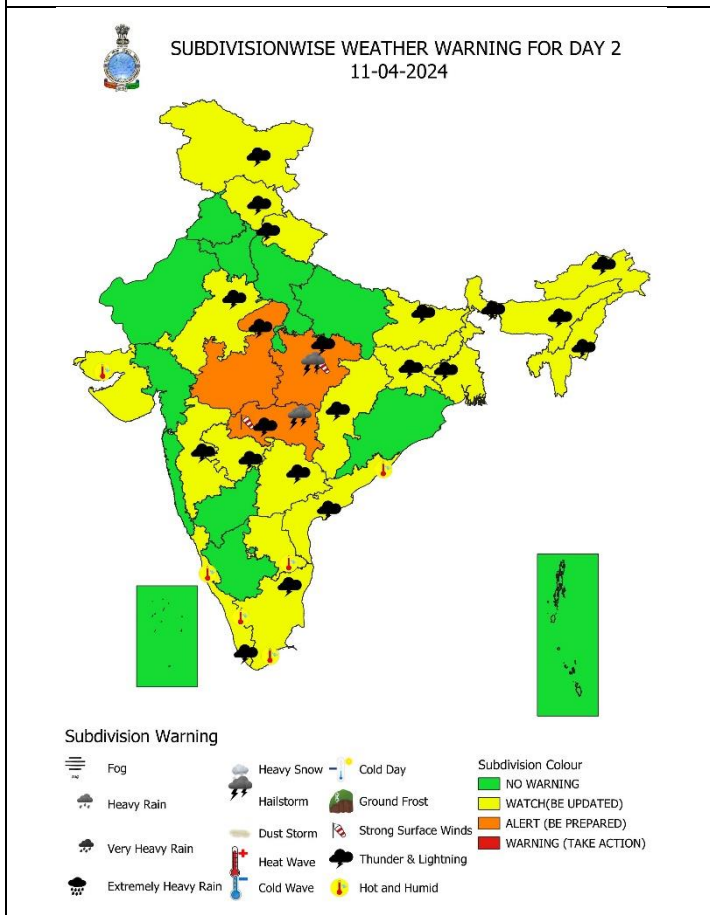 SUBDIVISIONWISE WEATHER WARNING FOR DAY 2
11-04-2024
Subdivision Warning
Fog
Heavy Rain
Very Heavy Rain
Extremely Heavy Rain
Heavy Snow
Hailstorm
Dust Storm
Heat Wave
Cold Wave
Cold Day
Ground Frost
Strong Surface Winds
Thunder & Lightning
Hot and Humid
Subdivision Colour
NO WARNING
WATCH(BE UPDATED)
ALERT (BE PREPARED)
WARNING (TAKE ACTION)